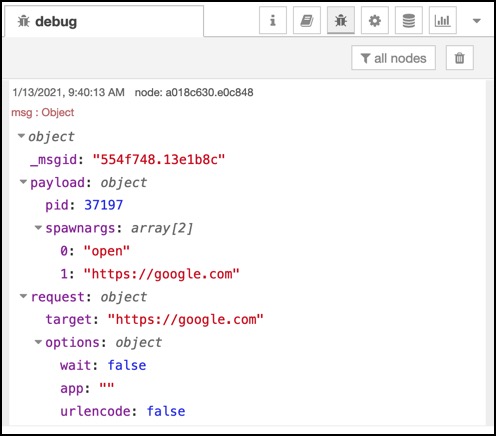 debug
all nodes
1/13/2021, 9:40:13 AM node: a018c630.e0c848
msg : Object
object
_msgid: "554f748.13e1b8c"
payload: object
pid: 37197
spawnargs: array[2]
0: "open"
1: "https://google.com"
request: object
target: "https://google.com"
options: object
wait: false
app: ""
urlencode: false